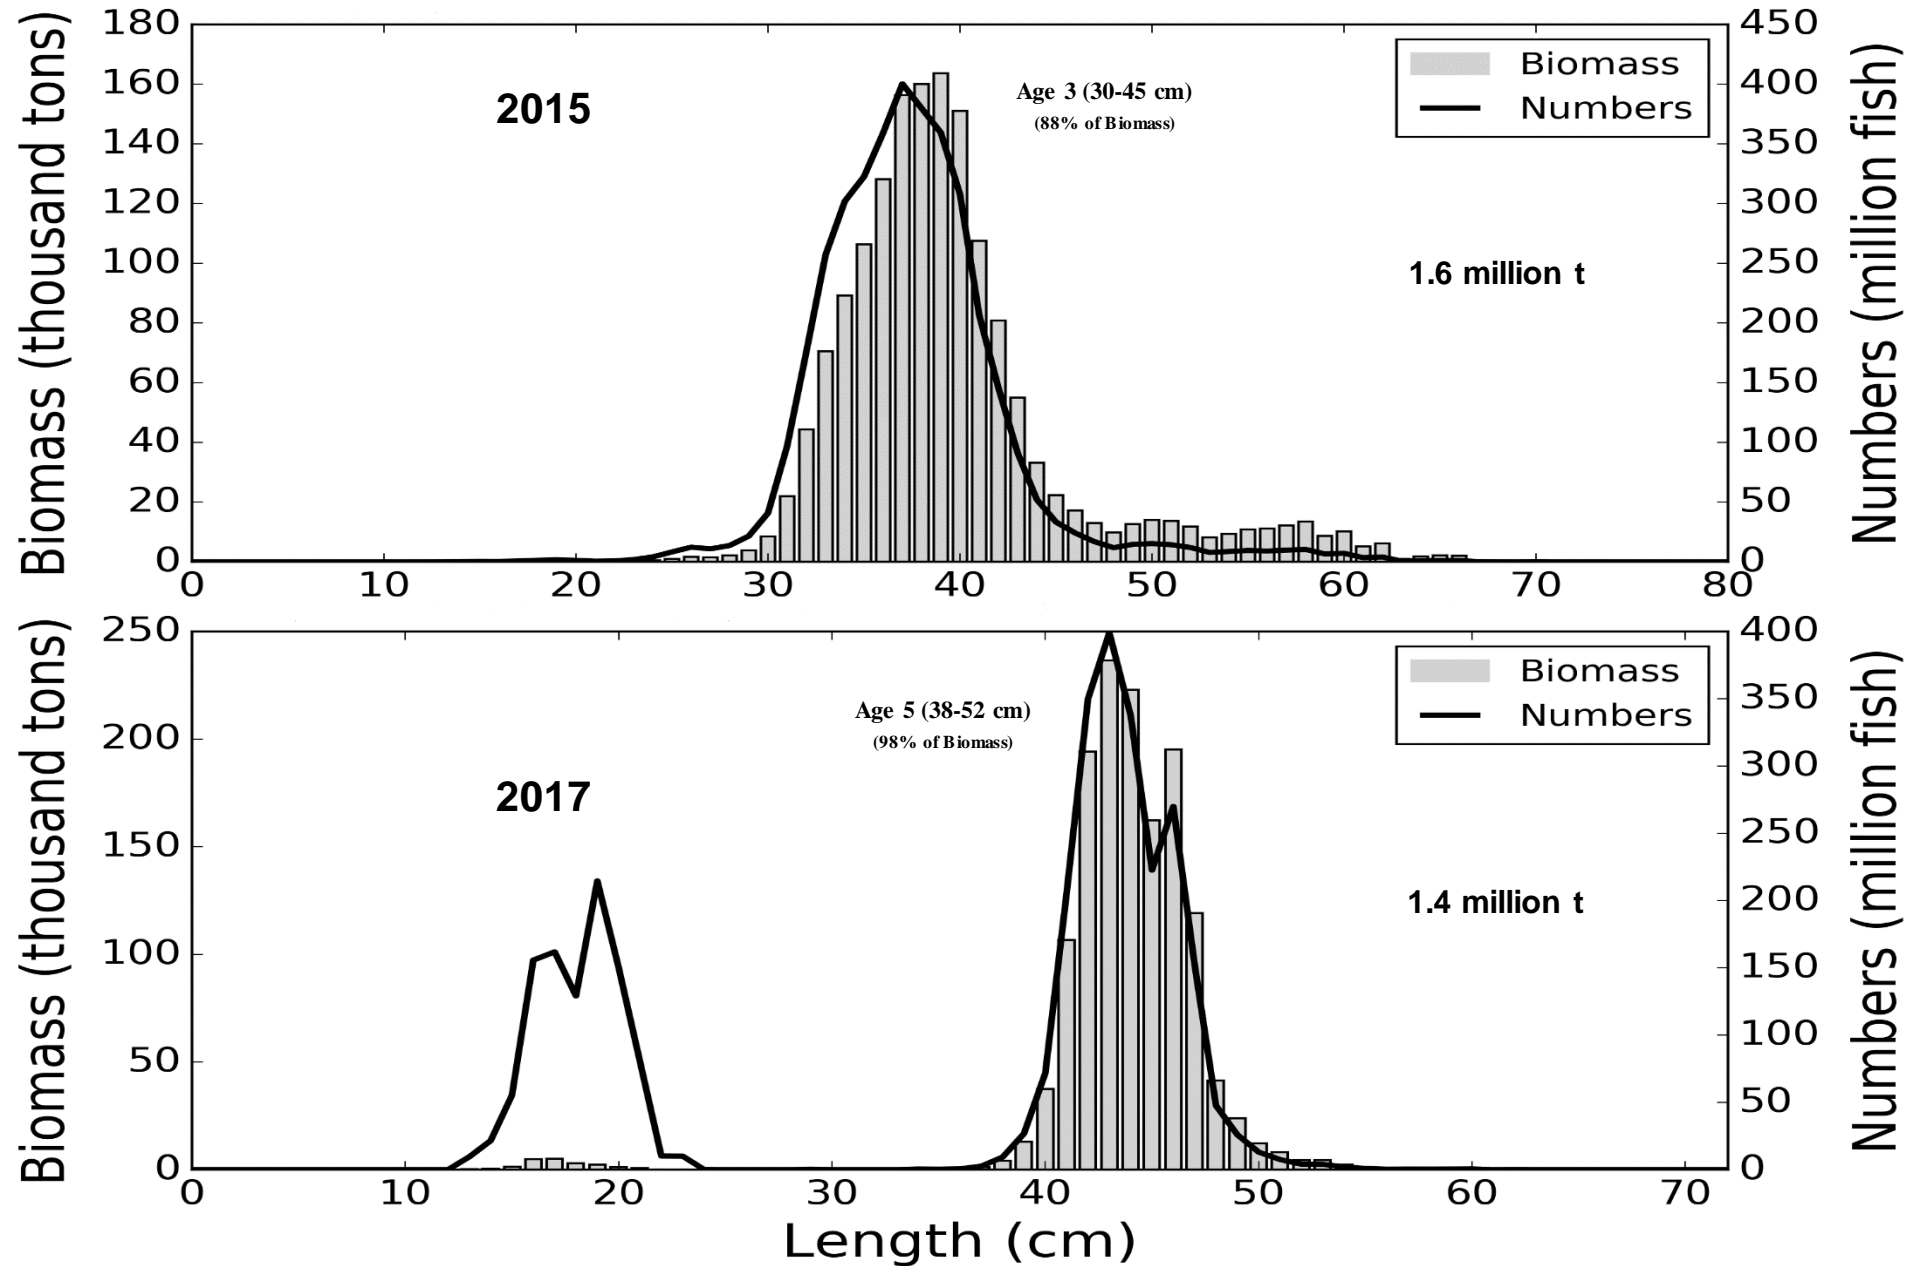 180
160
140
120
100
80
60
40
20
0
Biomass (thousand tons)
2015
Age 3 (30-45 cm)
(88% of Biomass)
Biomass
Numbers
1.6 million t
450
400
350
300
250
200
150
100
50
0
Numbers (million fish)
0 10 20 30 40 50 60 70 80
250
200
150
100
50
0
Biomass (thousand tons)
2017
Age 5 (38-52 cm)
(98% of Biomass)
Biomass
Numbers
1.4 million t
400
350
300
250
200
150
100
50
0
Numbers (million fish)
0 10 20 30 40 50 60 70
Length (cm)